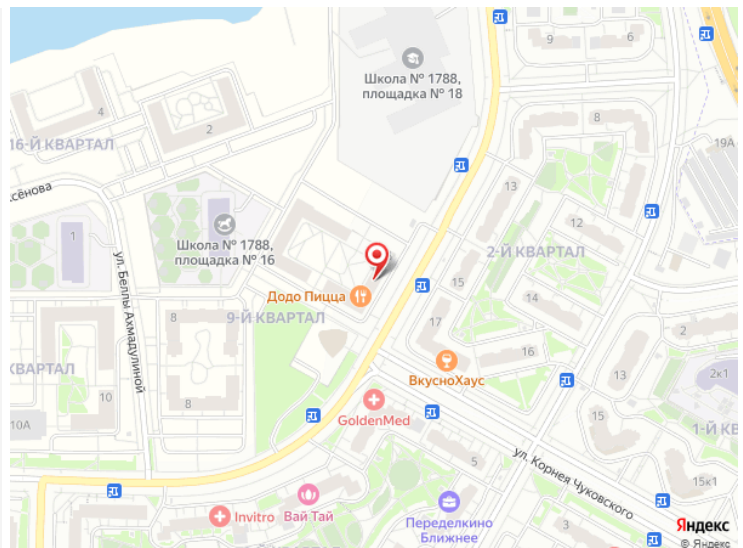 9
6
Школа № 1788,
площадка № 18
4
2
8
16-Й КВАРТАЛ
19А
13
ксёнова
12
1
Школа № 1788,
площадка № 16
2-Й КВАРТАЛ
15
ул. Беллы Ахмадулиной
Додо Пицца
14
9-Й КВАРТАЛ
8
17
2
16
КВАРТАЛ
ВкусноХаус
13
2к1
10
8
GoldenMed
15
10А
1-Й КВ
ул. Корнея Чуковского
5
15к1
Invitro
Вай Тай
Переделкино
Ближнее
3
Яндекс
© Яндекс